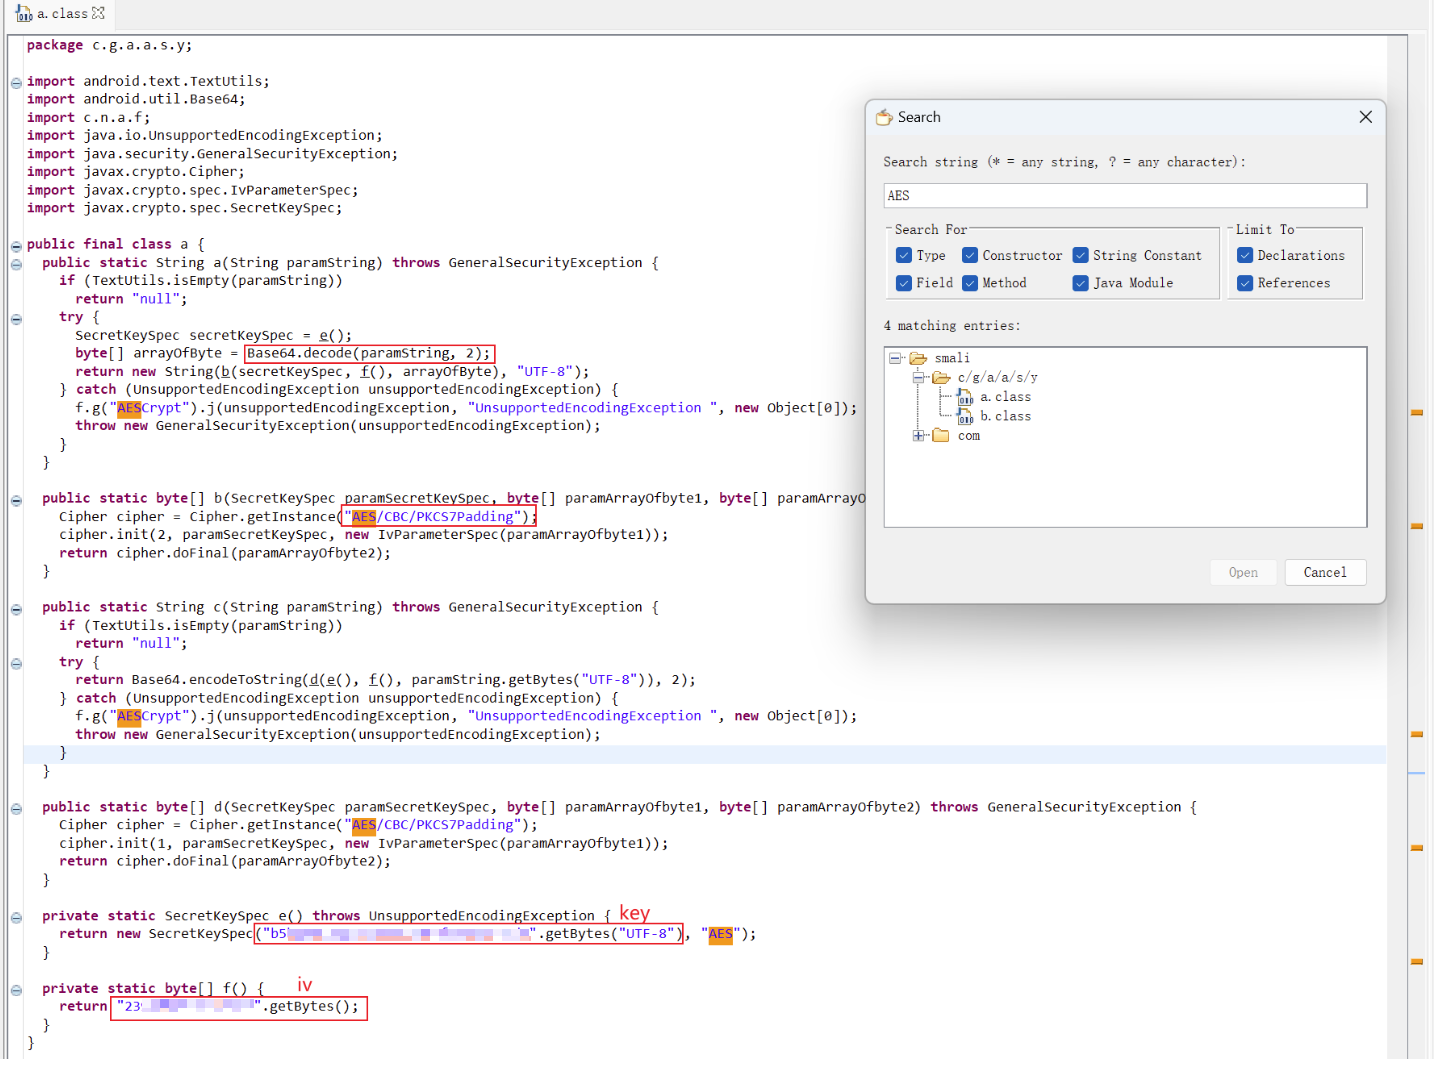 a.class
package c.g.a.a.s.y;
import android.text.TextUtils;
import android.util.Base64;
import c.n.a.f;
import java.io.UnsupportedEncodingException;
import java.security.GeneralSecurityException;
import javax.crypto.Cipher;
import javax.crypto.spec.IvParameterSpec;
import javax.crypto.spec.SecretKeySpec;
public final class a {
public static String a(String paramString) throws GeneralSecurityException {
if (TextUtils.isEmpty(paramString))
return "null";
try {
SecretKeySpec secretKeySpec = e();
byte[] arrayOfByte = Base64.decode(paramString, 2);
return new String(b(secretKeySpec, f(), arrayOfByte), "UTF-8");
} catch (UnsupportedEncodingException unsupportedEncodingException) {
f.g("AESCrypt").j(unsupportedEncodingException, "UnsupportedEncodingException ", new Object[0]);
throw new GeneralSecurityException(unsupportedEncodingException);
}
}
public static byte[] b(SecretKeySpec paramSecretKeySpec, byte[] paramArrayOfbyte1, byte[] paramArrayO
Cipher cipher = Cipher.getInstance("AES/CBC/PKCS7Padding");
cipher.init(2, paramSecretKeySpec, new IvParameterSpec(paramArrayOfbyte1));
return cipher.doFinal(paramArrayOfbyte2);
}
public static String c(String paramString) throws GeneralSecurityException {
if (TextUtils.isEmpty(paramString))
return "null";
try {
return Base64.encodeToString(d(e(), f(), paramString.getBytes("UTF-8")), 2);
} catch (UnsupportedEncodingException unsupportedEncodingException) {
f.g("AESCrypt").j(unsupportedEncodingException, "UnsupportedEncodingException ", new Object[0]);
throw new GeneralSecurityException(unsupportedEncodingException);
}
}
public static byte[] d(SecretKeySpec paramSecretKeySpec, byte[] paramArrayOfbyte1, byte[] paramArrayOfbyte2) throws GeneralSecurityException {
Cipher cipher = Cipher.getInstance("AES/CBC/PKCS7Padding");
cipher.init(1, paramSecretKeySpec, new IvParameterSpec(paramArrayOfbyte1));
return cipher.doFinal(paramArrayOfbyte2);
}
private static SecretKeySpec e() throws UnsupportedEncodingException { key
return new SecretKeySpec("b5 ".getBytes("UTF-8"), "AES");
}
private static byte[] f() { iv
return "23 ".getBytes();
}
}
Search
Search string (* = any string, ? = any character):
AES
Search For
Type Constructor String Constant
Field Method Java Module
Limit To
Declarations
References
4 matching entries:
smali
c/g/a/a/s/y
a.class
b.class
com
Open Cancel